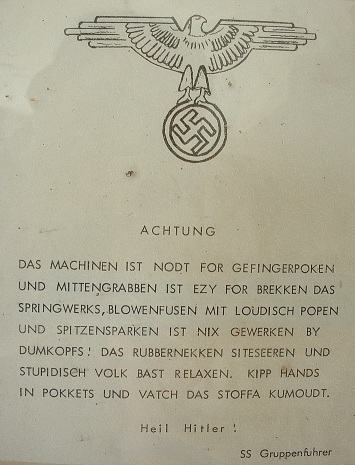 ACHTUNG
DAS MACHINEN IST NODT FOR GEFINGERPOKEN
UND MITTENGRABBEN IST EZY FOR BREKKEN DAS
SPRINGWERKS, BLOWENFUSEN MIT LOUDISCH POPEN
UND SPITZENSPARKEN IST NIX GEWERKEN BY
DUMKOPFS! DAS RUBBERNEKKEN SITESEEREN UND
STUPIDISCH VOLK BAST RELAXEN. KIPP HANDS
IN POKKETS UND VATCH DAS STOFFA KUMOUDT.
Heil Hitler!
SS Gruppenfuhrer